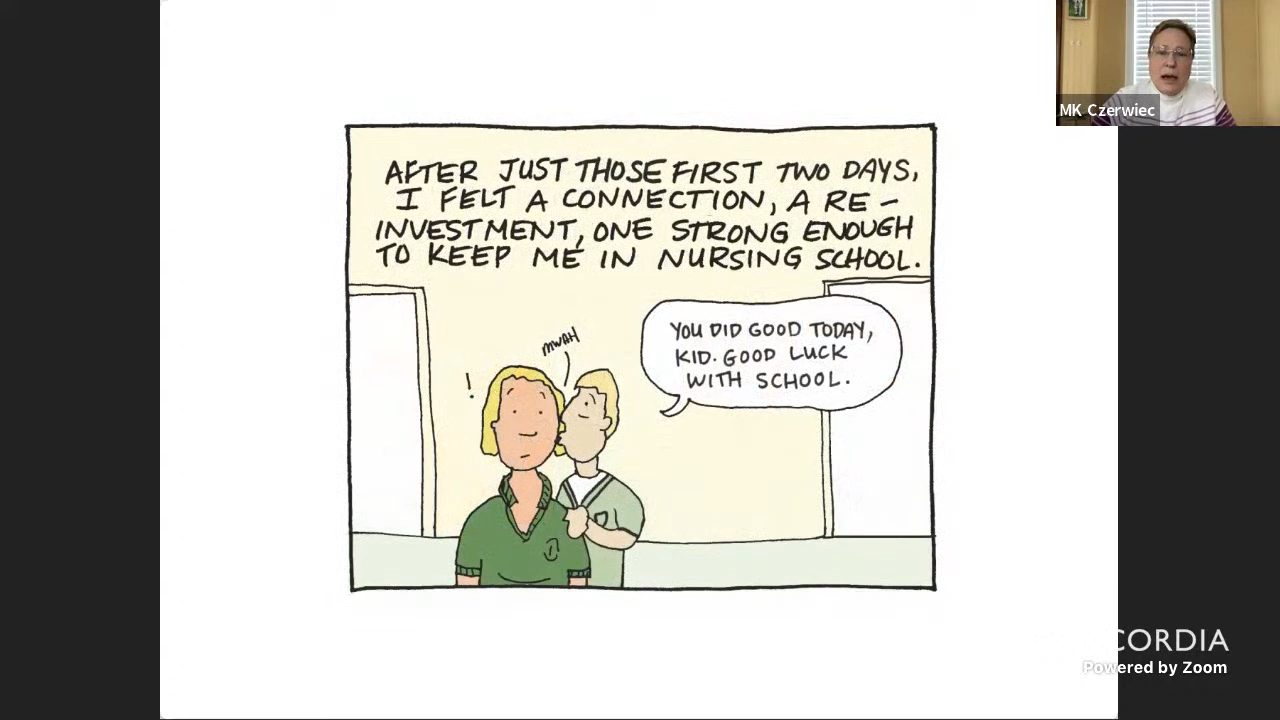 MK Czerwiec
AFTER JUST THOSE FIRST TWO DAYS,
I FELT A CONNECTION, A RE-
INVESTMENT, ONE STRONG ENOUGH
TO KEEP ME IN NURSING SCHOOL.
!
MWAH
YOU DID GOOD TODAY,
KID. GOOD LUCK
WITH SCHOOL.
CORDIA
Powered by Zoom